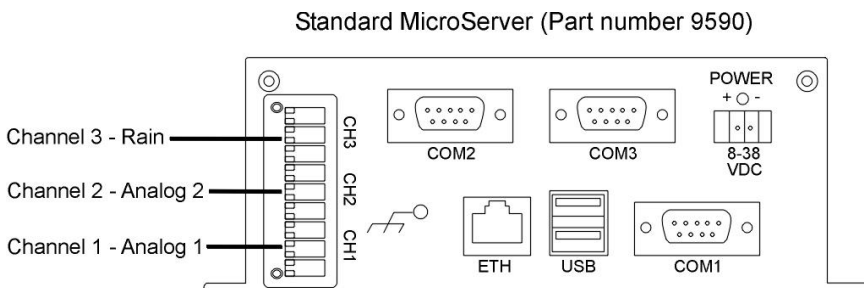 Standard MicroServer (Part number 9590)
POWER
+ -
Channel 3 - Rain
CH3
COM2
COM3
8-38
VDC
Channel 2 - Analog 2
CH2
Channel 1 - Analog 1
CH1
ETH
USB
COM1